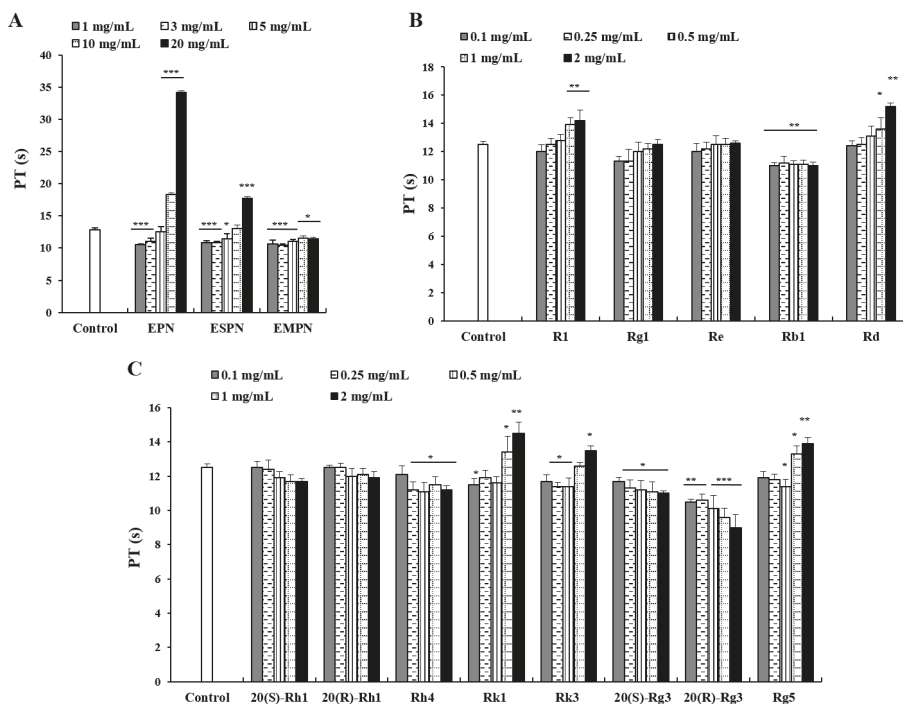 A
1 mg/mL 3 mg/mL 5 mg/mL
10 mg/mL 20 mg/mL
PT (s)
40
35
30
25
20
15
10
5
0
***
*** *** * *** *** *
Control EPN ESPN EMPN
B
0.1 mg/mL 0.25 mg/mL 0.5 mg/mL
1 mg/mL 2 mg/mL
PT (s)
18
16
14
12
10
8
6
4
2
0
** ** * **
Control R1 Rg1 Re Rb1 Rd
C
0.1 mg/mL 0.25 mg/mL 0.5 mg/mL
1 mg/mL 2 mg/mL
PT (s)
16
14
12
10
8
6
4
2
0
* * * ** * * * ** *** * * **
Control 20(S)-Rh1 20(R)-Rh1 Rh4 Rk1 Rk3 20(S)-Rg3 20(R)-Rg3 Rg5